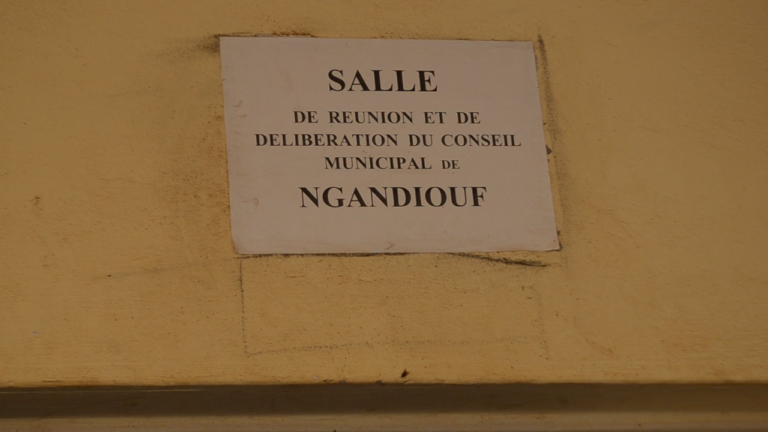 SALLE
DE REUNION ET DE
DELIBERATION DU CONSEIL
MUNICIPAL DE
NGANDIOUF